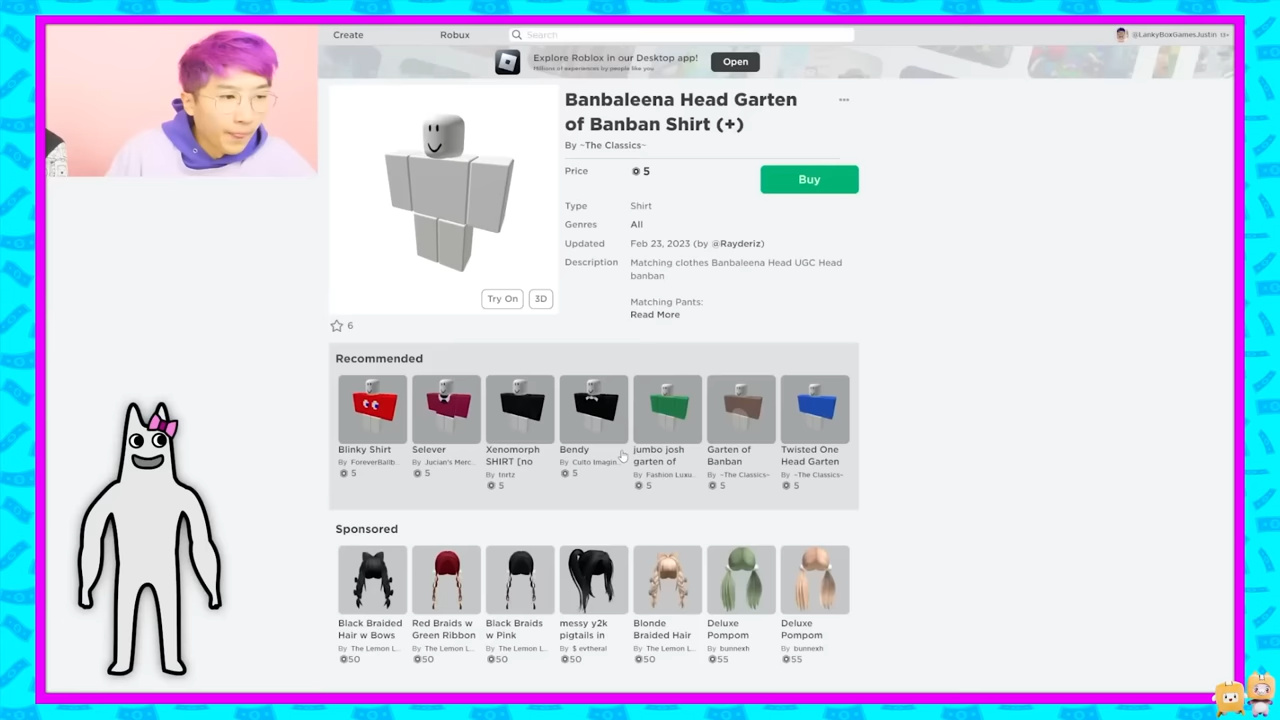 Create
Robux
Search
@LankyBoxGamesJustin 13+
Explore Roblox in our Desktop app!
Millions of experiences by people like you
Open
Banbaleena Head Garten
of Banban Shirt (+)
By ~The Classics~
Price 5
Buy
Type Shirt
Genres All
Updated Feb 23, 2023 (by @Rayderiz)
Description Matching clothes Banbaleena Head UGC Head
banban
Matching Pants:
Read More
Try On
3D
6
Recommended
Blinky Shirt
By ForeverBallb...
5
Selever
By Jucian's Merc...
5
Xenomorph
SHIRT [no
By tnrtz
5
Bendy
By Culto Imagin...
5
jumbo josh
garten of
By Fashion Luxu...
5
Garten of
Banban
By ~The Classics~
5
Twisted One
Head Garten
By ~The Classics~
5
Sponsored
Black Braided
Hair w Bows
By The Lemon L...
50
Red Braids w
Green Ribbon
By The Lemon L...
50
Black Braids
w Pink
By The Lemon L...
50
messy y2k
pigtails in
By $ evtheral
50
Blonde
Braided Hair
By The Lemon L...
50
Deluxe
Pompom
By bunnexh
55
Deluxe
Pompom
By bunnexh
55